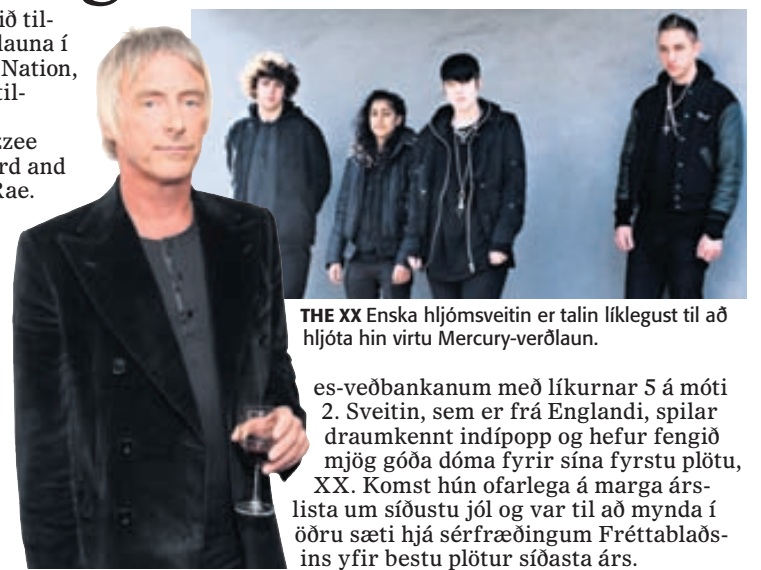 ið til-
launa í
Nation,
til-
zzee
rd and
Rae.
THE XX Enska hljómsveitin er talin líklegust til að
hljóta hin virtu Mercury-verðlaun.
es-veðbankanum með líkurnar 5 á móti
2. Sveitin, sem er frá Englandi, spilar
draumkennt indípopp og hefur fengið
mjög góða dóma fyrir sína fyrstu plötu,
XX. Komst hún ofarlega á marga árs-
lista um síðustu jól og var til að mynda í
öðru sæti hjá sérfræðingum Fréttablaðs-
ins yfir bestu plötur síðasta árs.